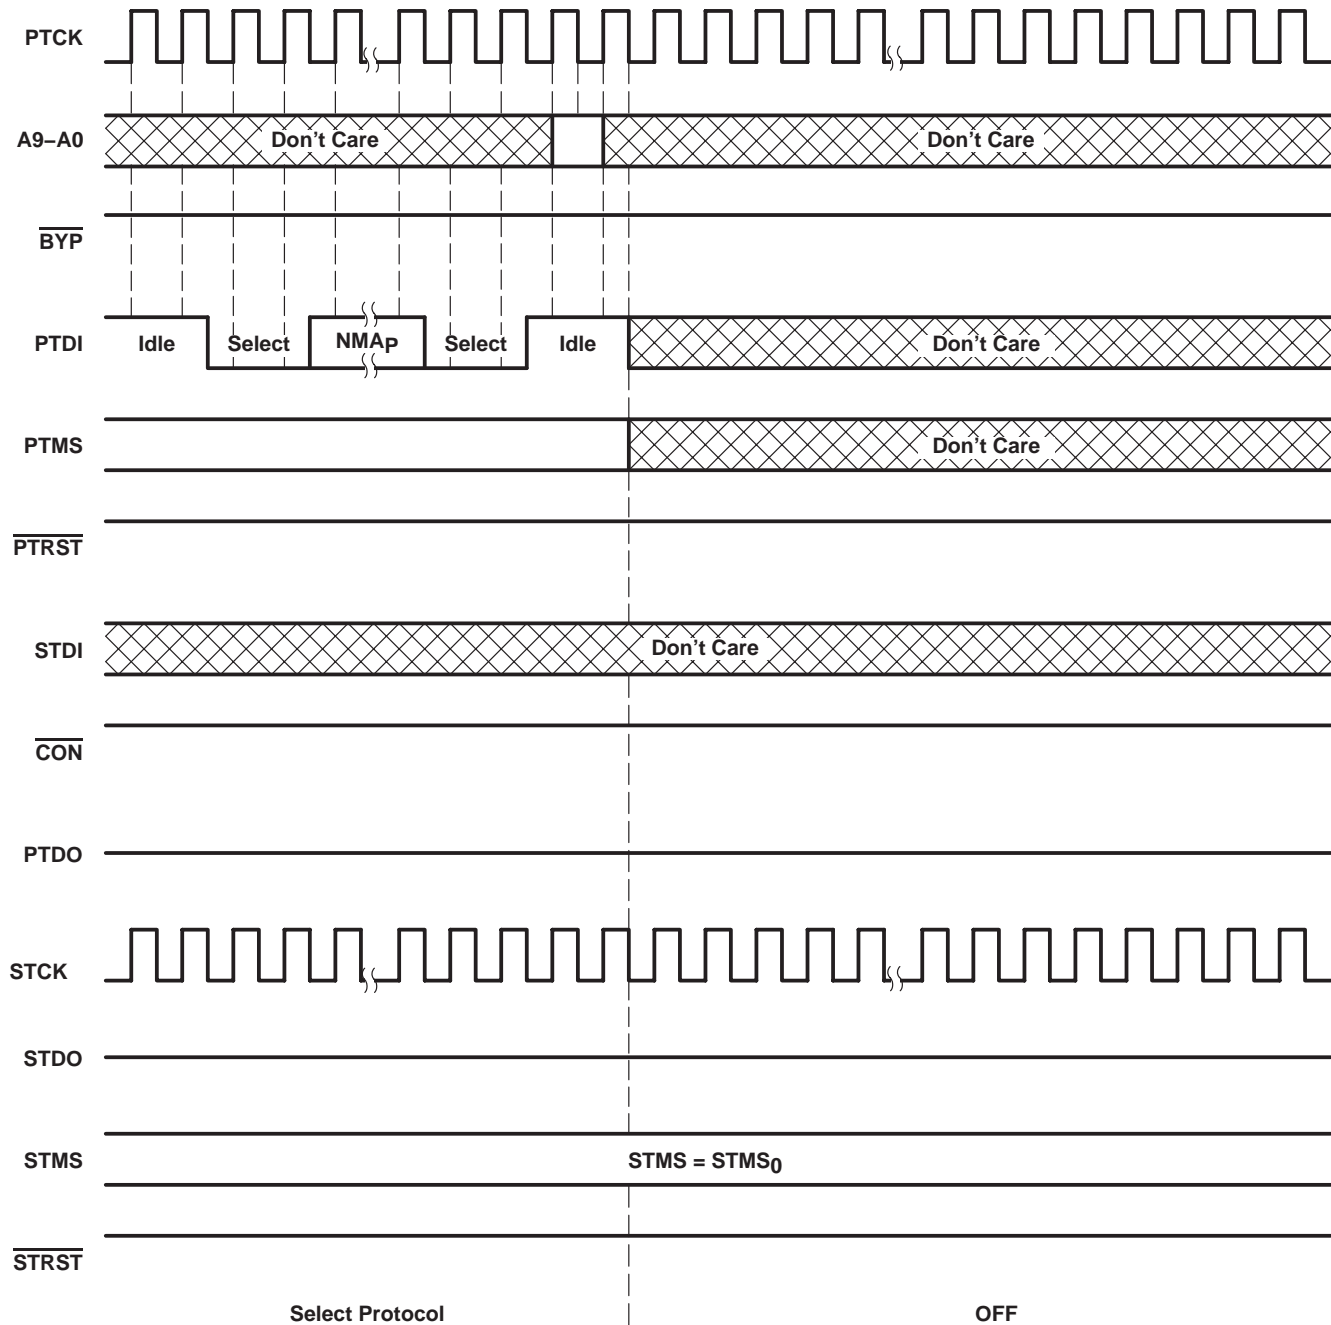 PTCK
A9–A0 Don't Care Don't Care
BYP
PTDI Idle Select NMAP Select Idle Don't Care
PTMS Don't Care
PTRST
STDI Don't Care
CON
PTDO
STCK
STDO
STMS STMS = STMS0
STRST
Select Protocol OFF